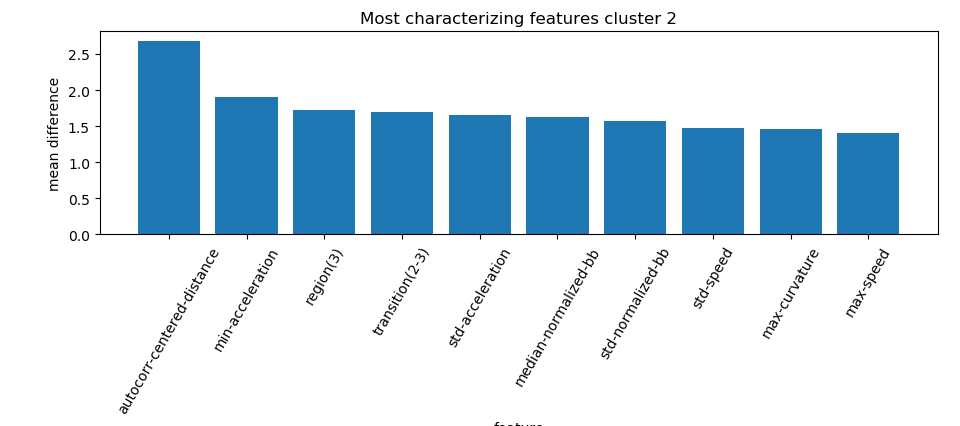 Most characterizing features cluster 2
mean difference
2.5
2.0
1.5
1.0
0.5
0.0
autocorr-centered-distance
min-acceleration
region(3)
transition(2-3)
std-acceleration
median-normalized-bb
std-normalized-bb
std-speed
max-curvature
max-speed
feature